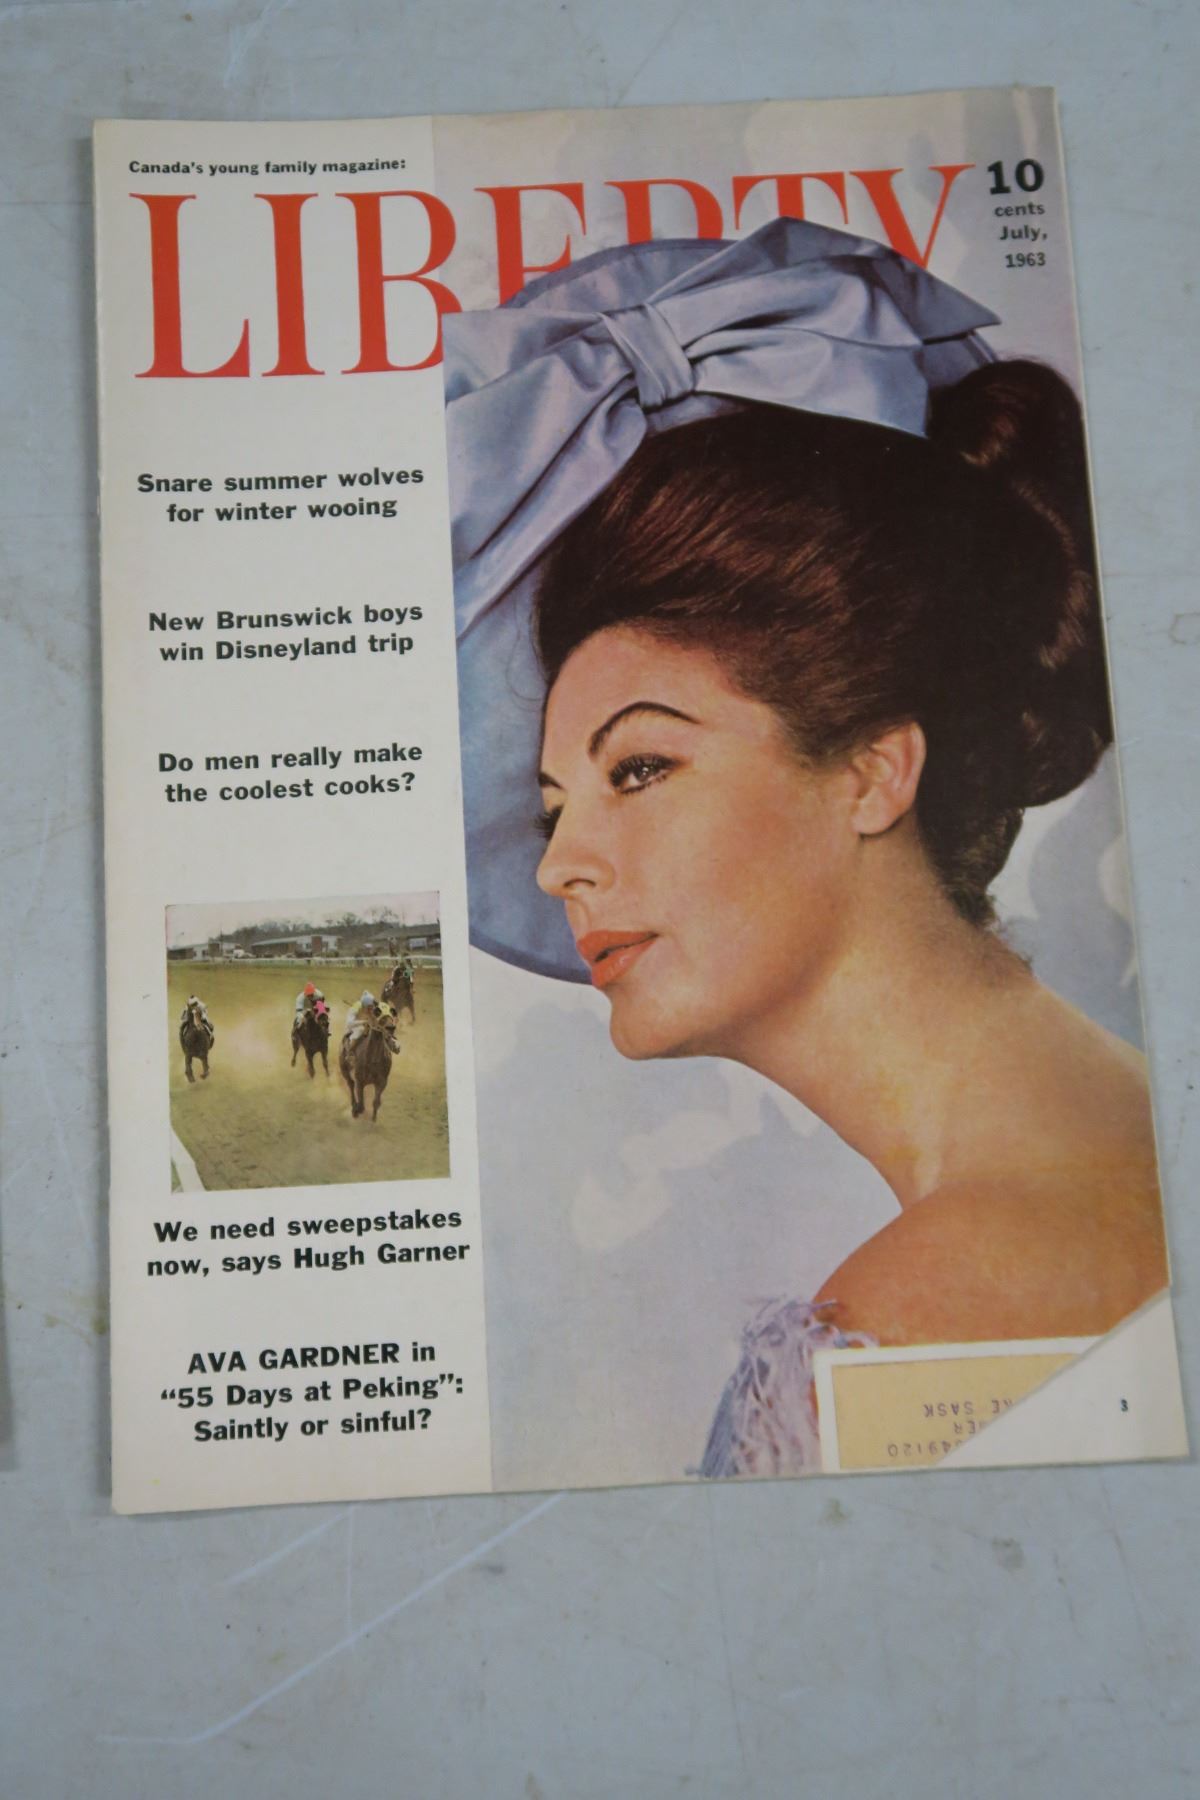 Canada's young family magazine:
LIBERTY
10
cents
July,
1963
Snare summer wolves
for winter wooing
New Brunswick boys
win Disneyland trip
Do men really make
the coolest cooks?
We need sweepstakes
now, says Hugh Garner
AVA GARDNER in
"55 Days at Peking":
Saintly or sinful?
SASK
3